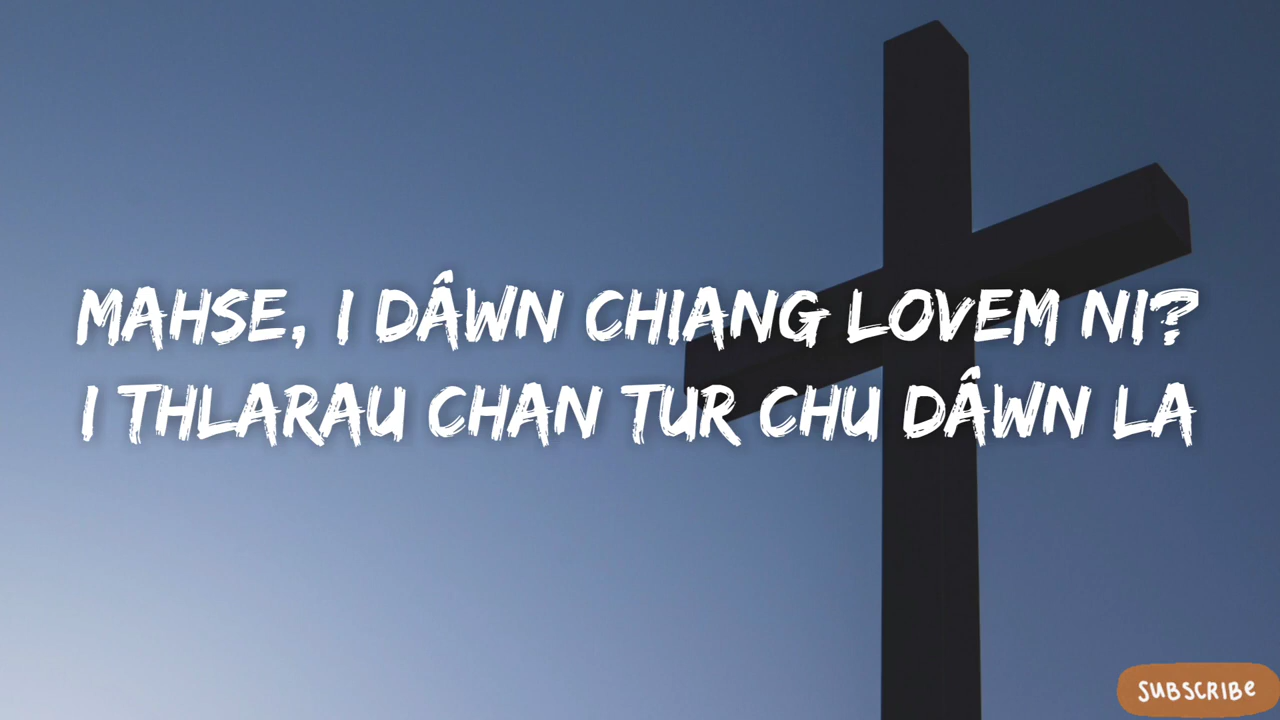 MAHSE, I DÂWN CHIANG LOVEM NI?
I THLARAU CHAN TUR CHU DÂWN LA
SUBSCRIBE